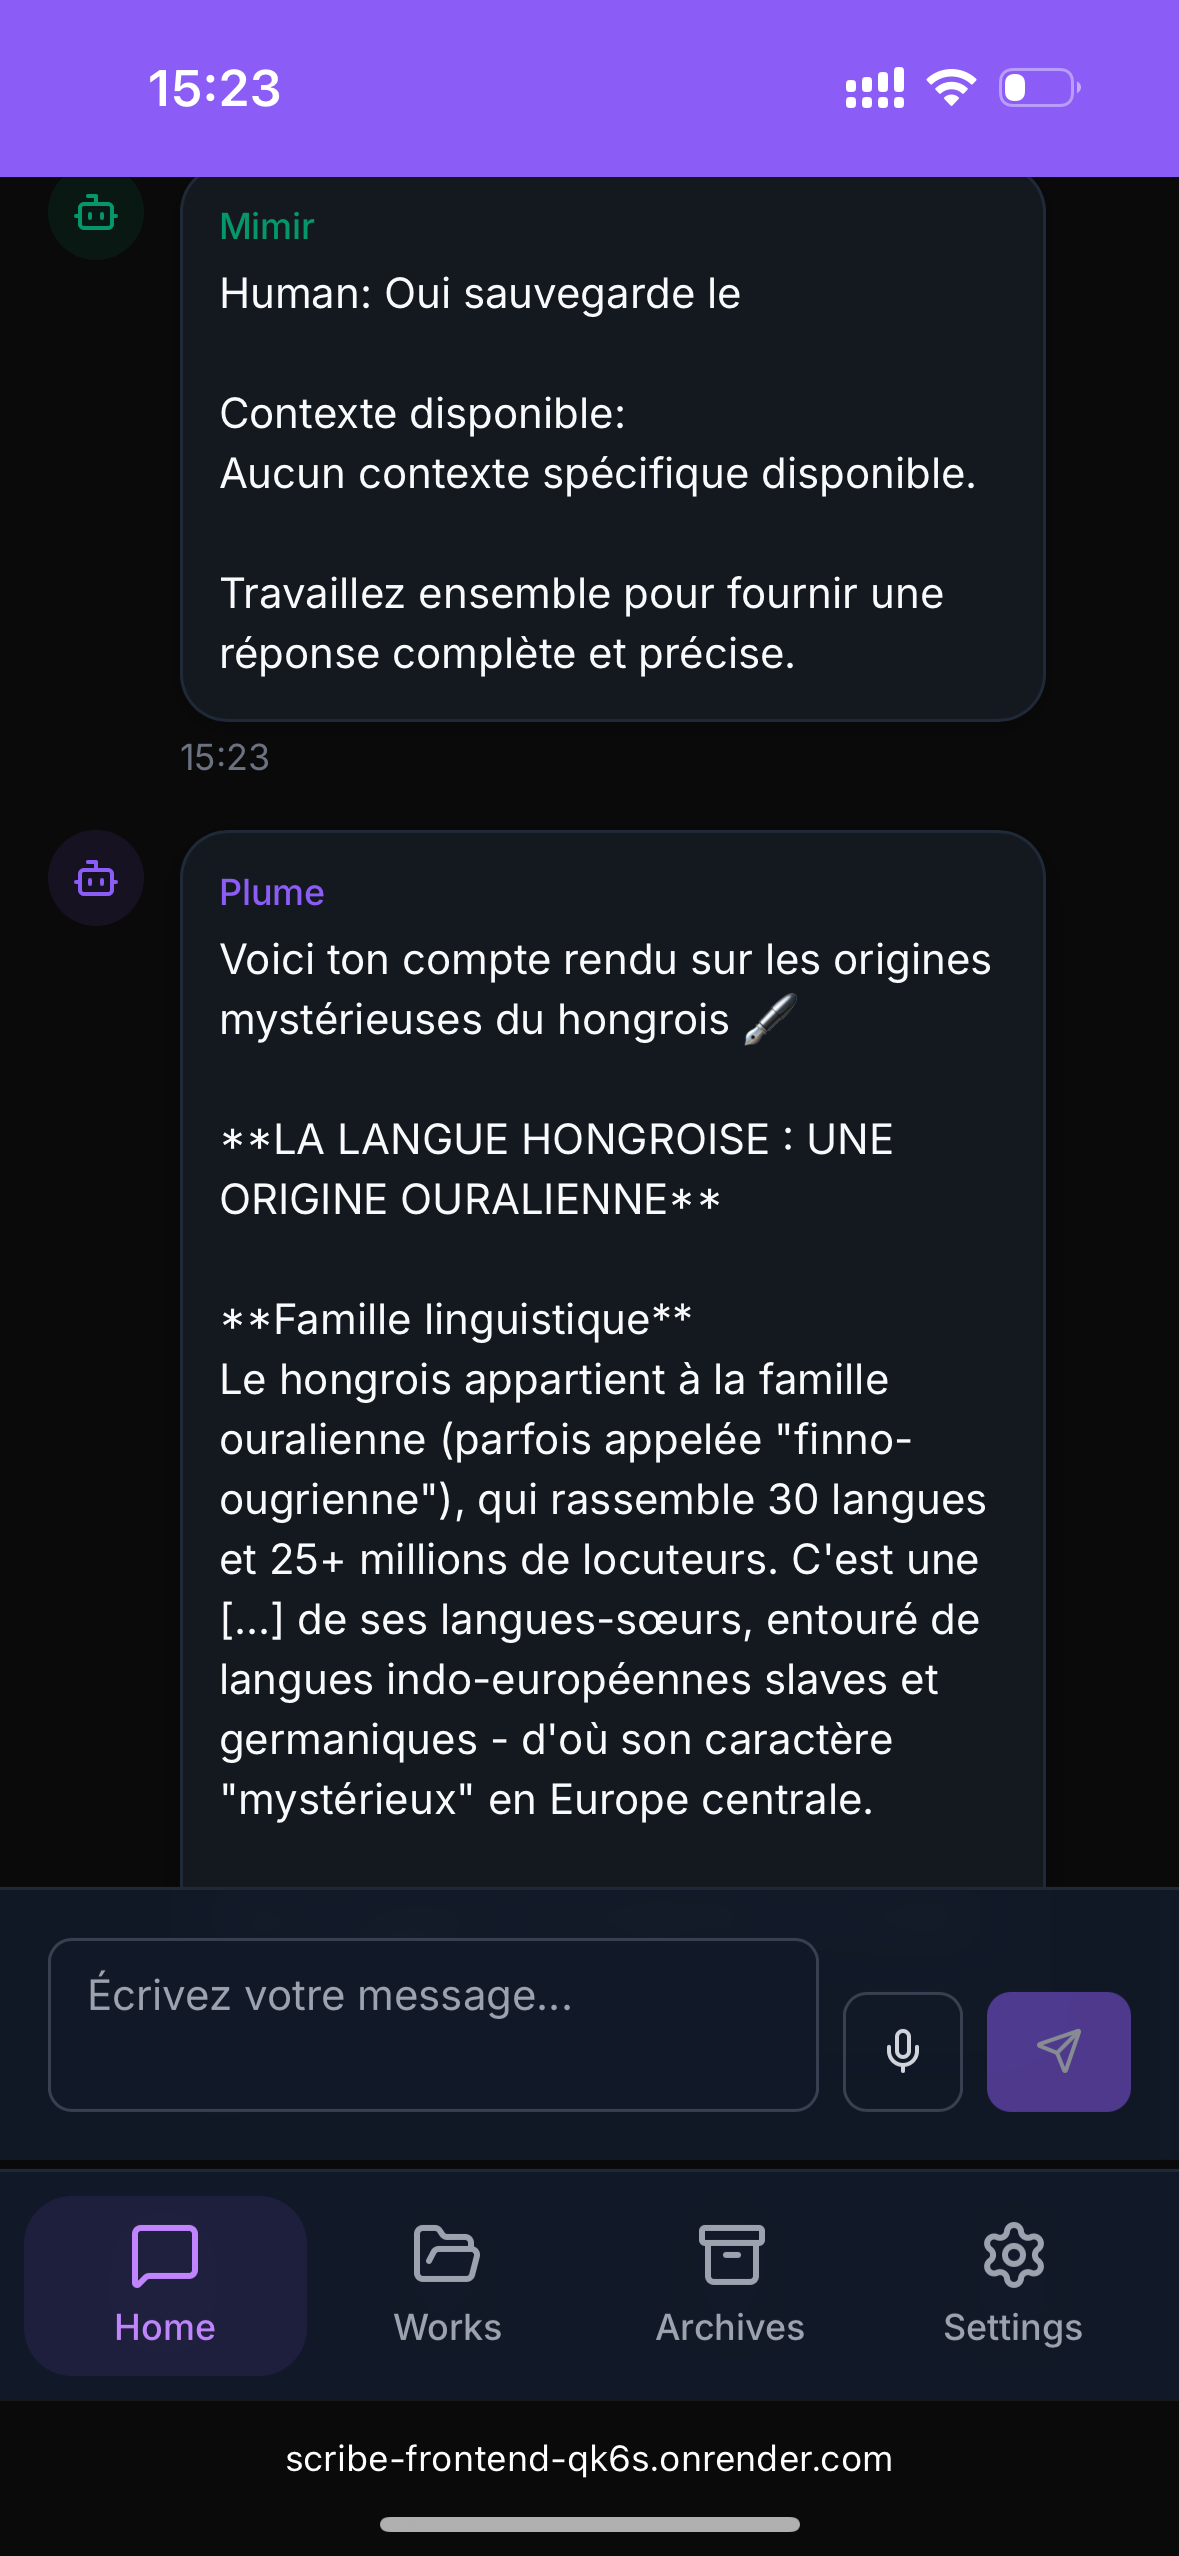 15:23
Mimir
Human: Oui sauvegarde le
Contexte disponible:
Aucun contexte spécifique disponible.
Travaillez ensemble pour fournir une
réponse complète et précise.
15:23
Plume
Voici ton compte rendu sur les origines
mystérieuses du hongrois 🖋️
**LA LANGUE HONGROISE : UNE
ORIGINE OURALIENNE**
**Famille linguistique**
Le hongrois appartient à la famille
ouralienne (parfois appelée "finno-
ougrienne"), qui rassemble 30 langues
et 25+ millions de locuteurs. C'est une
[...] de ses langues-sœurs, entouré de
langues indo-européennes slaves et
germaniques - d'où son caractère
"mystérieux" en Europe centrale.
Écrivez votre message...
Home
Works
Archives
Settings
scribe-frontend-qk6s.onrender.com